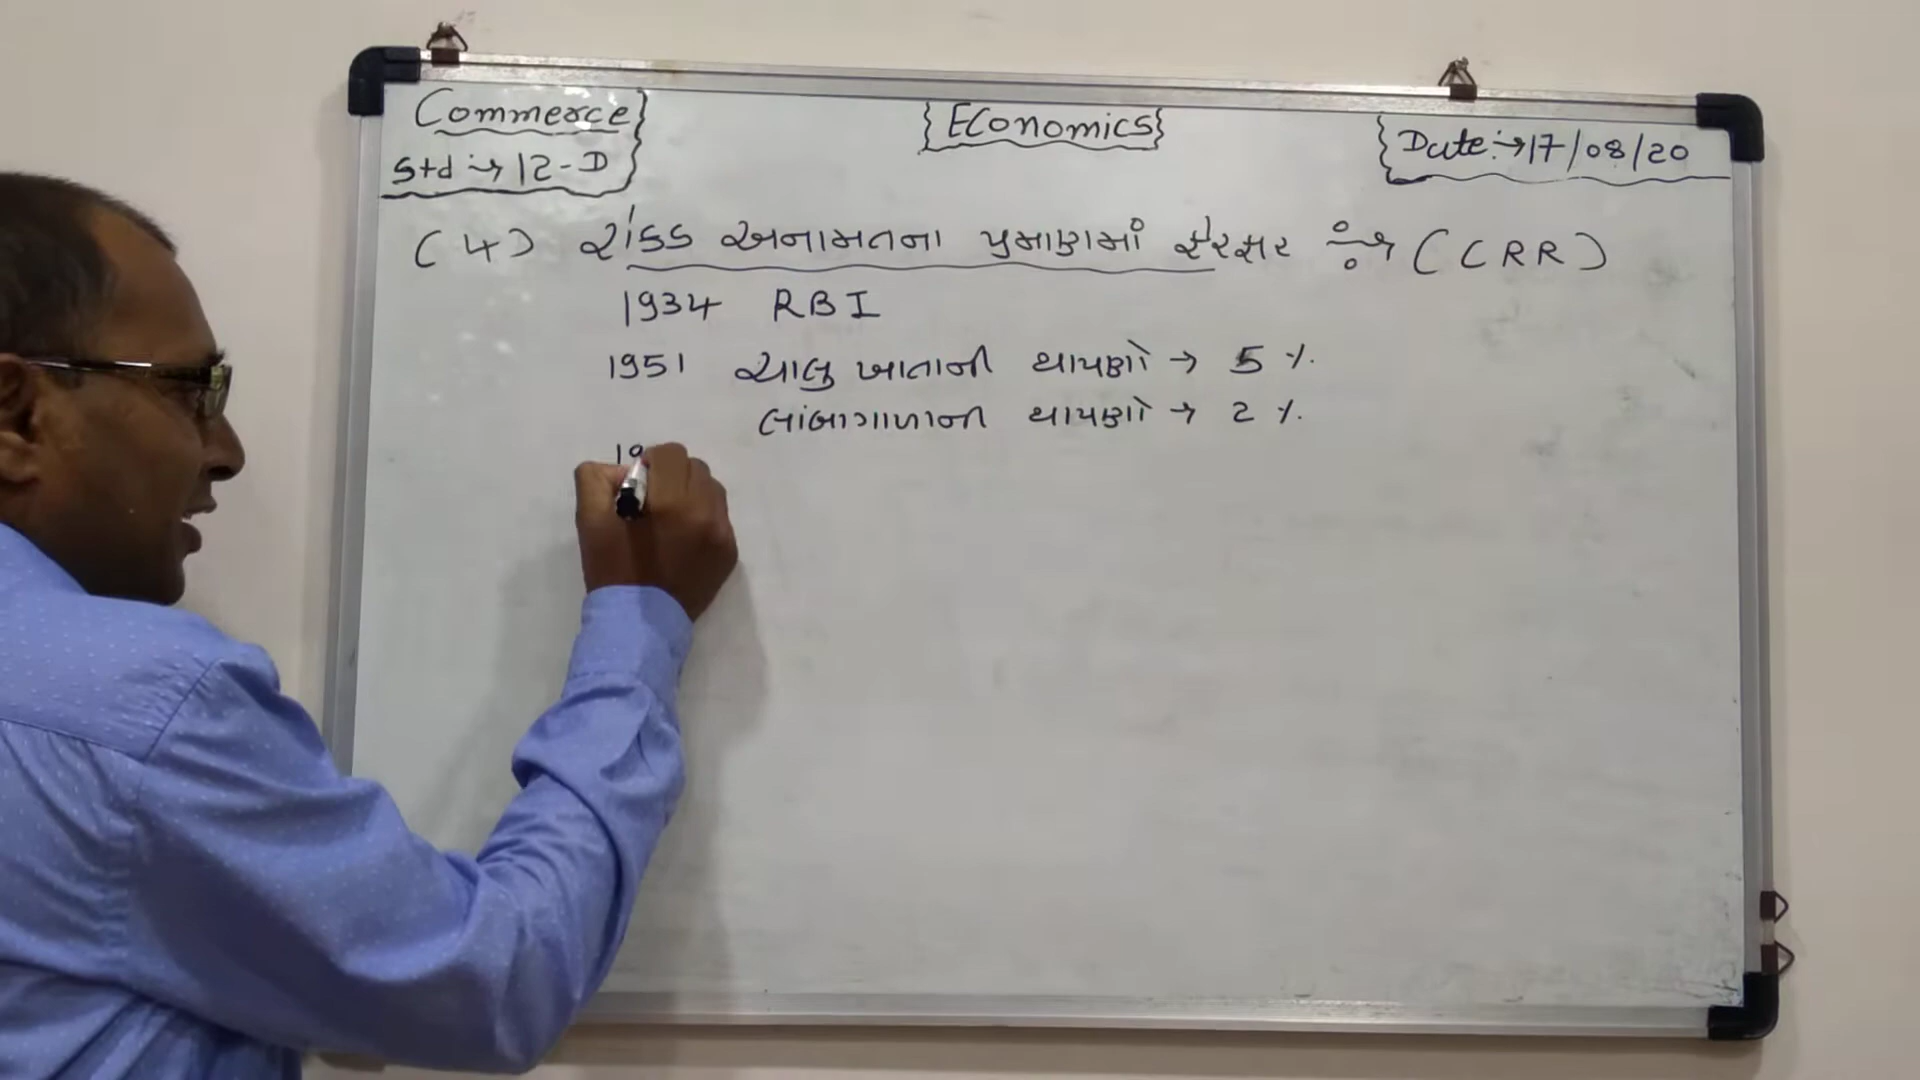 Commerce
Std :→ 12-D
Economics
Date :→ 17/08/20
(4) રોકડ અનામતના પ્રમાણમાં ફેરફાર :→ (CRR)
1934 RBI
1951 ચાલુ ખાતાની થાપણો → 5 %
લાંબાગાળાની થાપણો → 2 %
19